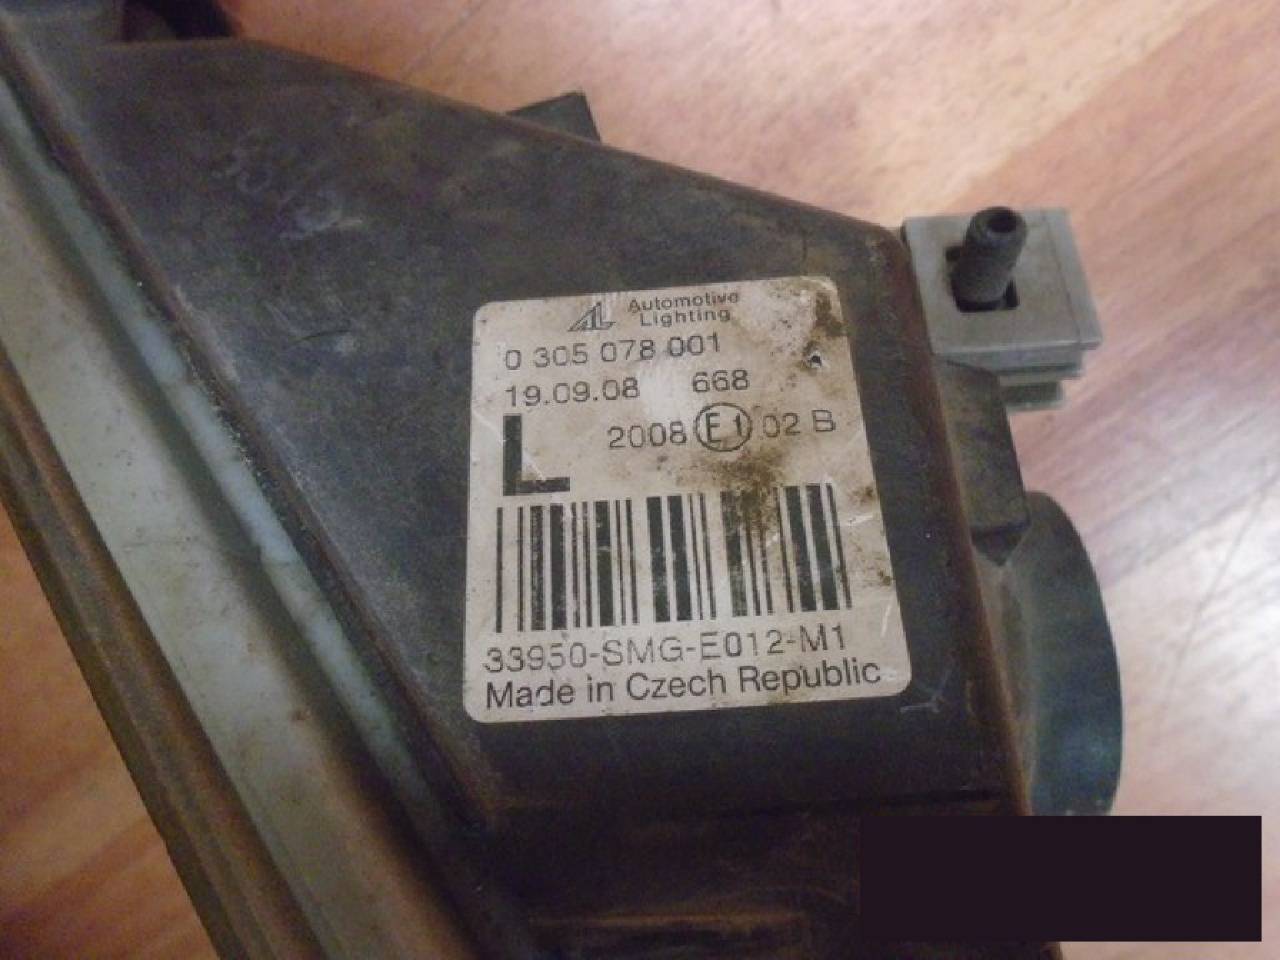 AL Automotive
Lighting
0 305 078 001
19.09.08 668
L 2008 E1 02 B
33950-SMG-E012-M1
Made in Czech Republic